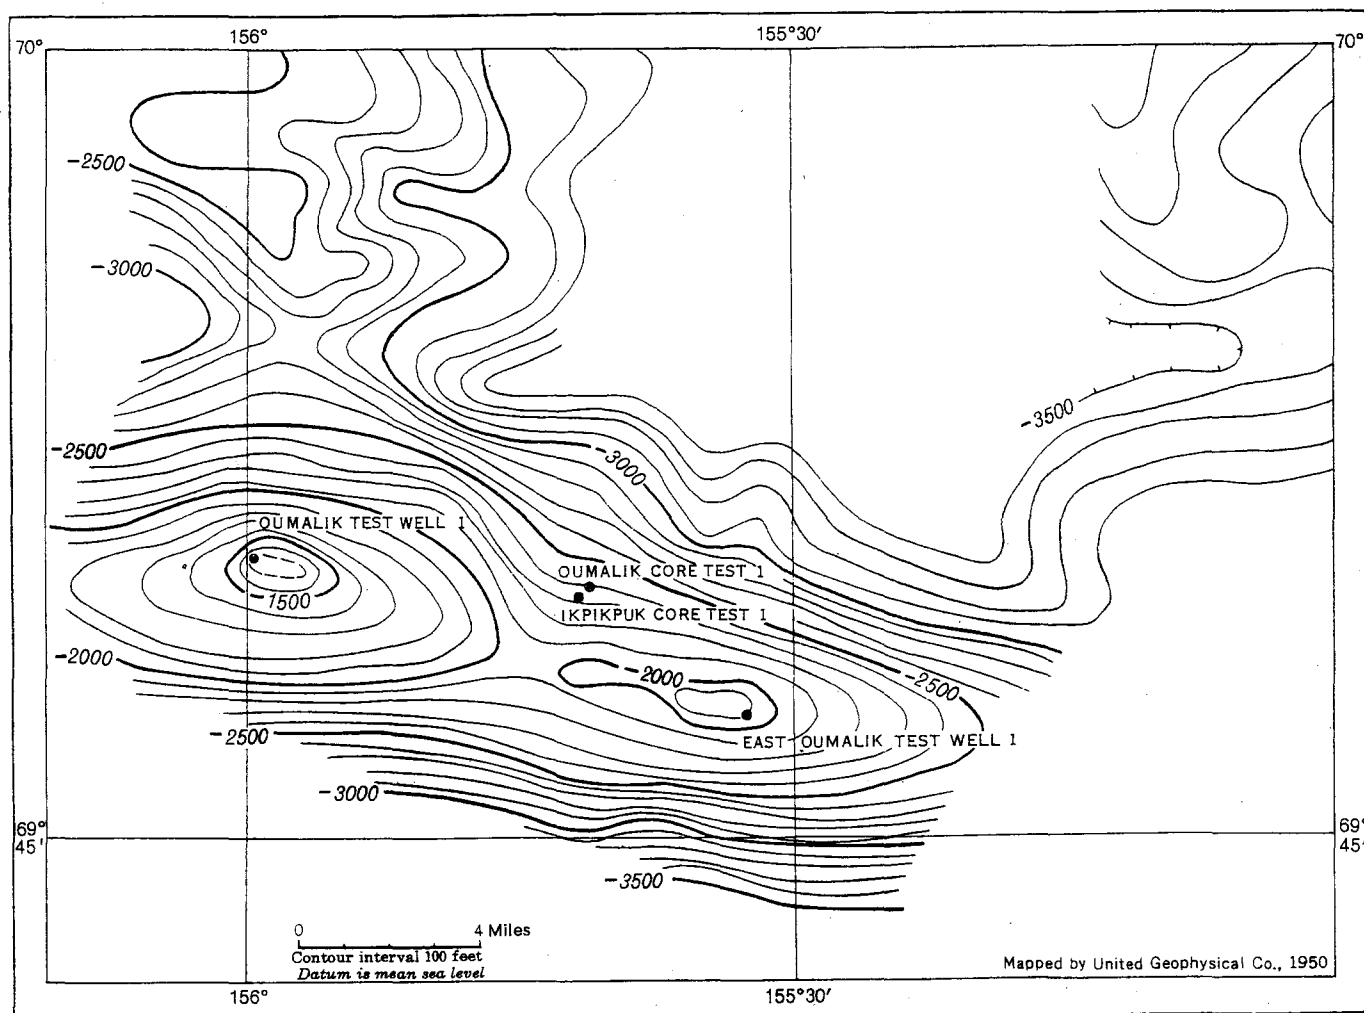 156°
155°30′
70°
70°
-2500
-3000
-3500
-2500
-3000
OUMALIK TEST WELL 1
OUMALIK CORE TEST 1
-1500
IKPIKPUK CORE TEST 1
-2000
-2000
-2500
-2500
EAST OUMALIK TEST WELL 1
-3000
69°
45′
69°
45′
-3500
0 4 Miles
Contour interval 100 feet
Datum is mean sea level
Mapped by United Geophysical Co., 1950
156°
155°30′